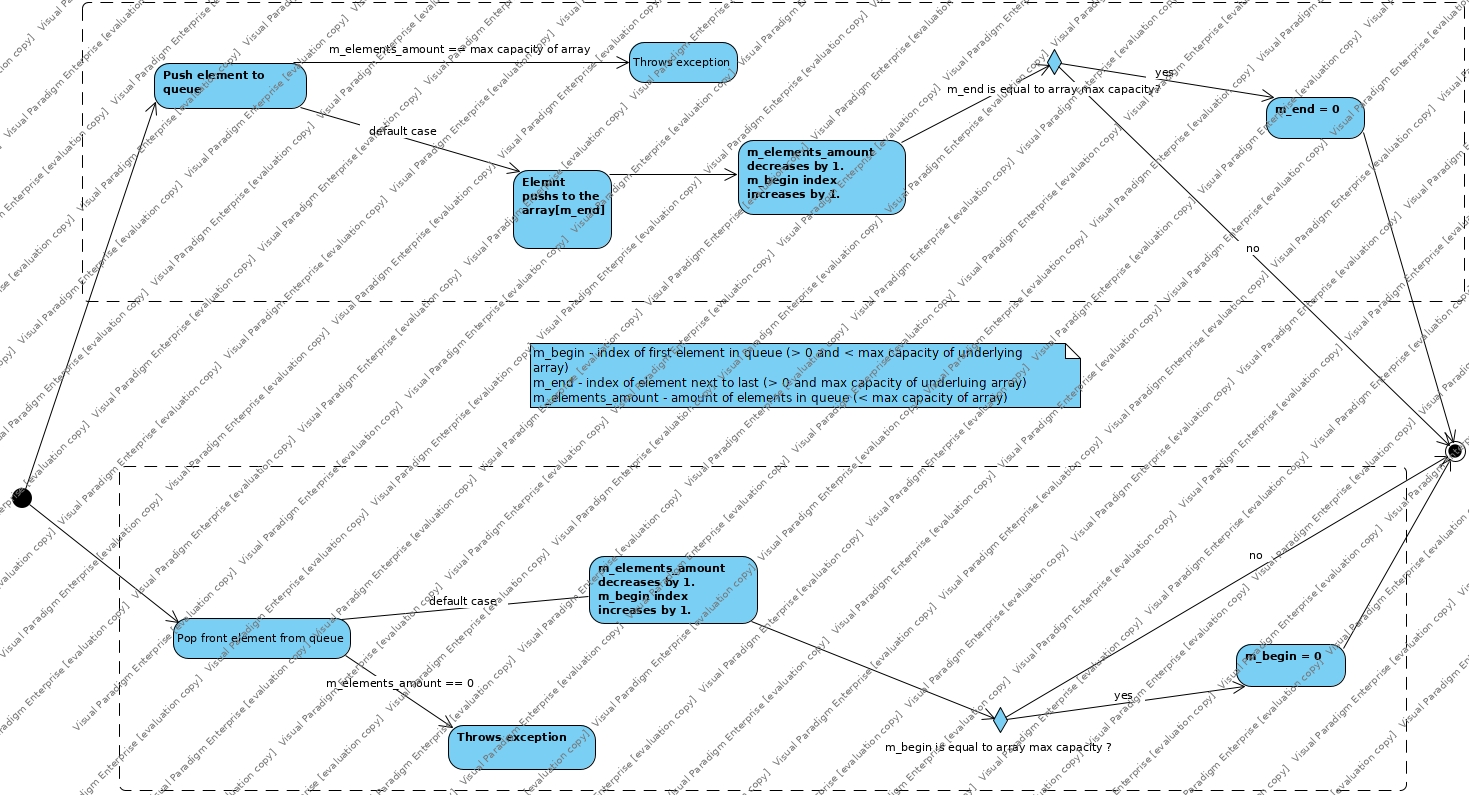 m_elements_amount == max capacity of array
Throws exception
Push element to
queue
default case
Elemnt
pushs to the
array[m_end]
m_elements_amount
decreases by 1.
m_begin index
increases by 1.
m_end is equal to array max capacity?
yes
m_end = 0
no
m_begin - index of first element in queue (> 0 and < max capacity of underlying
array)
m_end - index of element next to last (> 0 and max capacity of underluing array)
m_elements_amount - amount of elements in queue (< max capacity of array)
Pop front element from queue
default case
m_elements_amount
decreases by 1.
m_begin index
increases by 1.
m_elements_amount == 0
Throws exception
no
m_begin = 0
yes
m_begin is equal to array max capacity ?
Visual Paradigm Enterprise [evaluation copy]